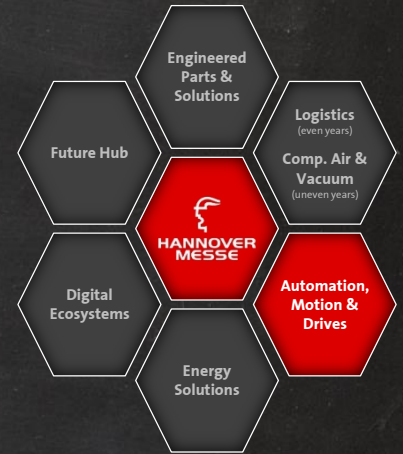 Engineered
Parts &
Solutions
Logistics
(even years)
Comp. Air &
Vacuum
(uneven years)
Future Hub
HANNOVER
MESSE
Automation,
Motion &
Drives
Digital
Ecosystems
Energy
Solutions